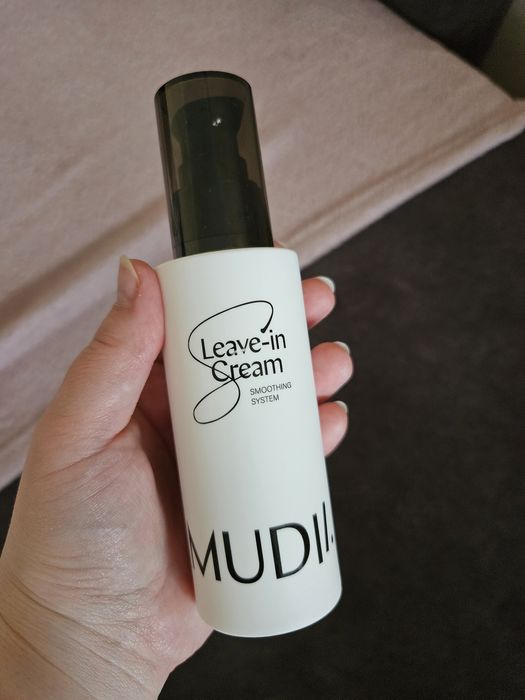 Leave-in
Cream
SMOOTHING
SYSTEM
MUDII.